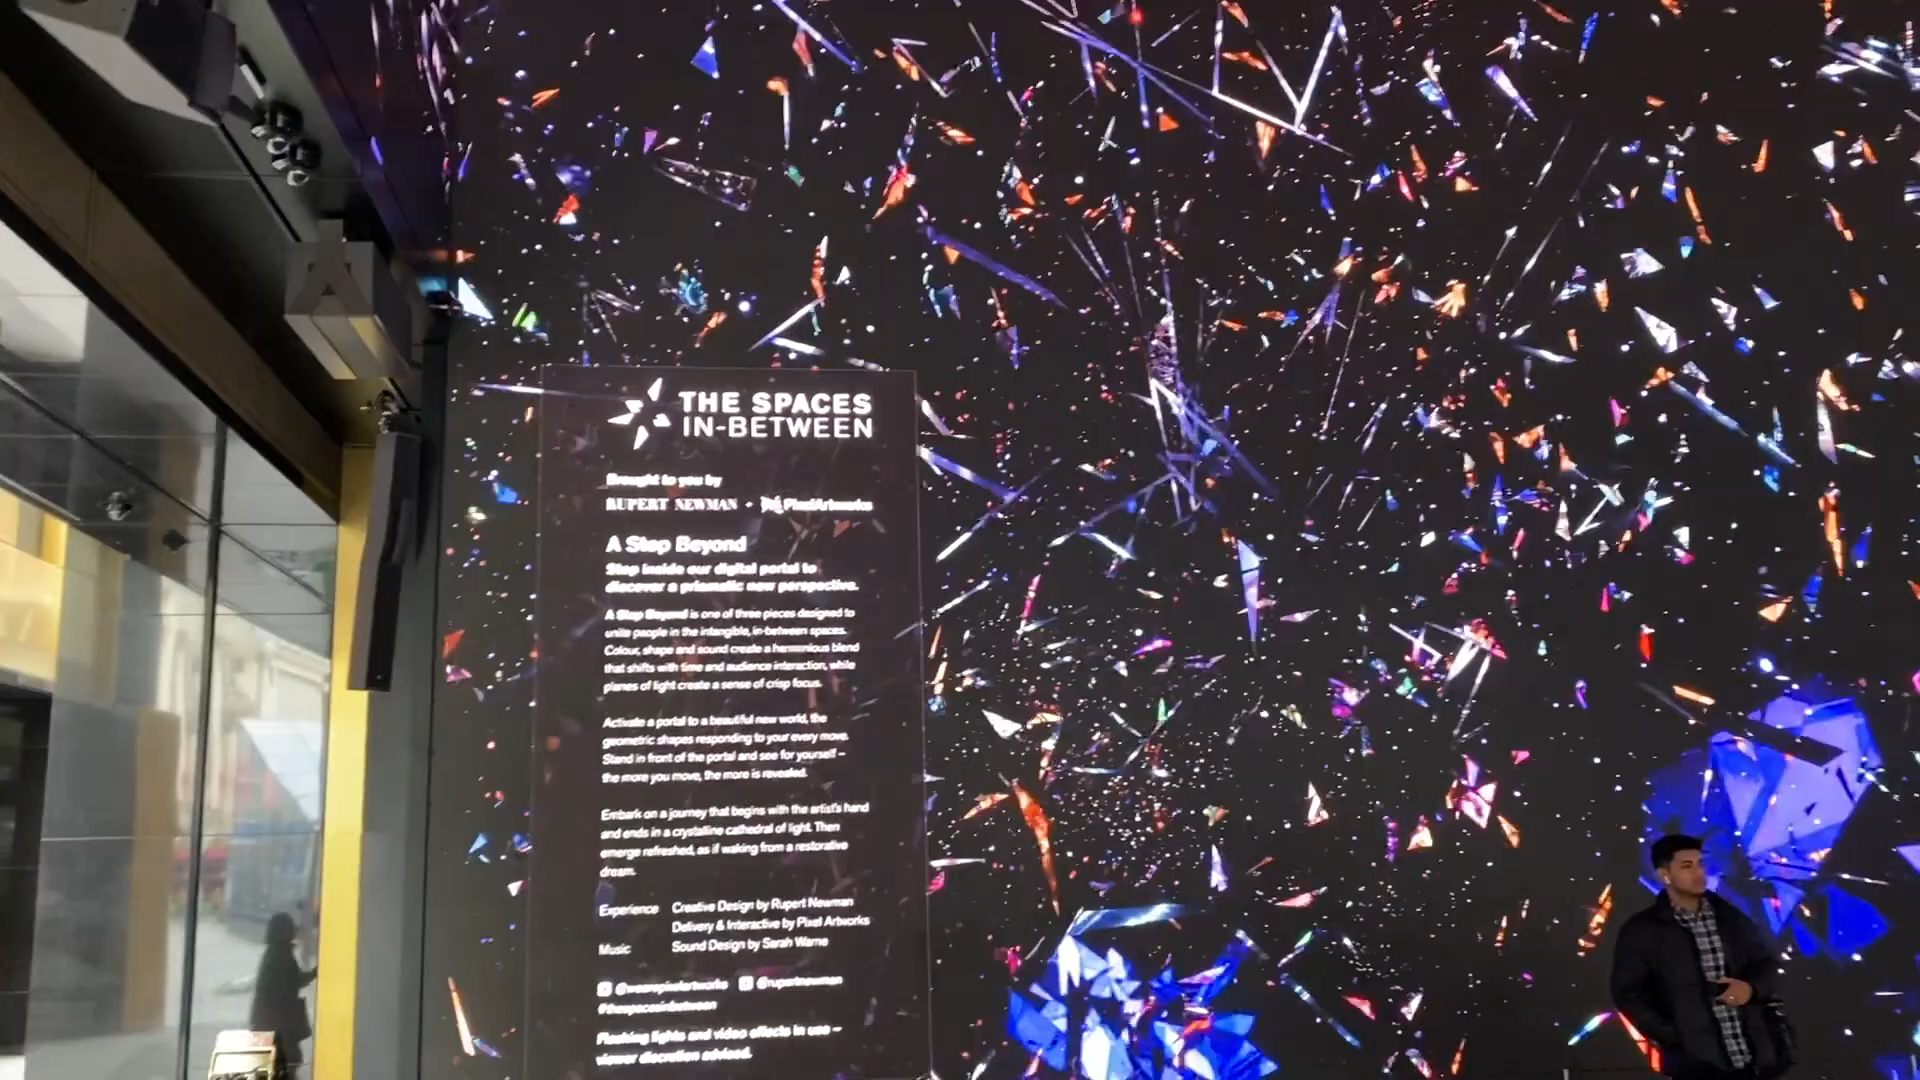 THE SPACES
IN-BETWEEN
Brought to you by
RUPERT NEWMAN + PixelArtworks
A Step Beyond
Step inside our digital portal to
discover a prismatic new perspective.
A Step Beyond is one of three pieces designed to
unite people in the intangible, in-between spaces.
Colour, shape and sound create a harmonious blend
that shifts with time and audience interaction, while
planes of light create a sense of crisp focus.
Activate a portal to a beautiful new world, the
geometric shapes responding to your every move.
Stand in front of the portal and see for yourself –
the more you move, the more is revealed.
Embark on a journey that begins with the artist's hand
and ends in a crystalline cathedral of light. Then
emerge refreshed, as if waking from a restorative
dream.
Experience Creative Design by Rupert Newman
Delivery & Interactive by Pixel Artworks
Music Sound Design by Sarah Warne
@wearepixelartworks @rupertnewman
#thespacesinbetween
Flashing lights and video effects in use –
viewer discretion advised.